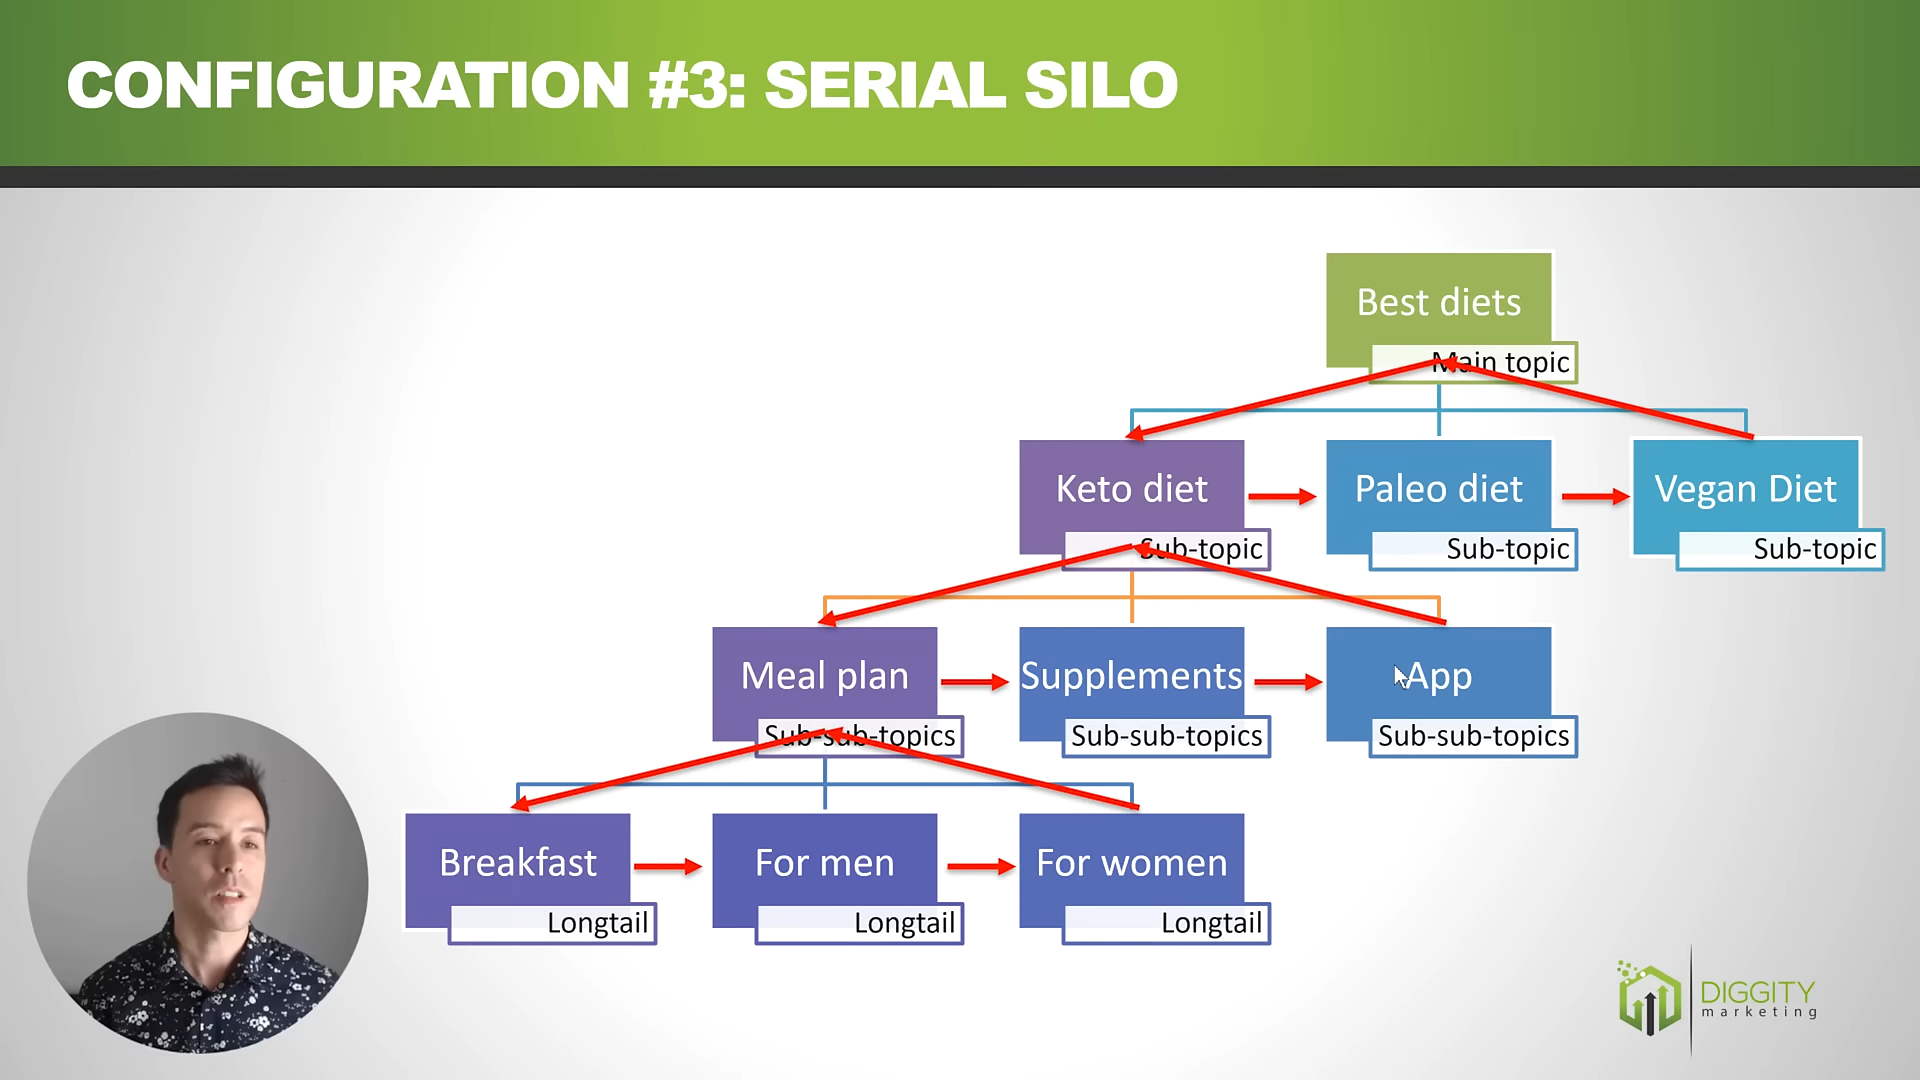 CONFIGURATION #3: SERIAL SILO
Best diets
Main topic
Keto diet
Sub-topic
Paleo diet
Sub-topic
Vegan Diet
Sub-topic
Meal plan
Sub-sub-topics
Supplements
Sub-sub-topics
App
Sub-sub-topics
Breakfast
Longtail
For men
Longtail
For women
Longtail
DIGGITY
marketing